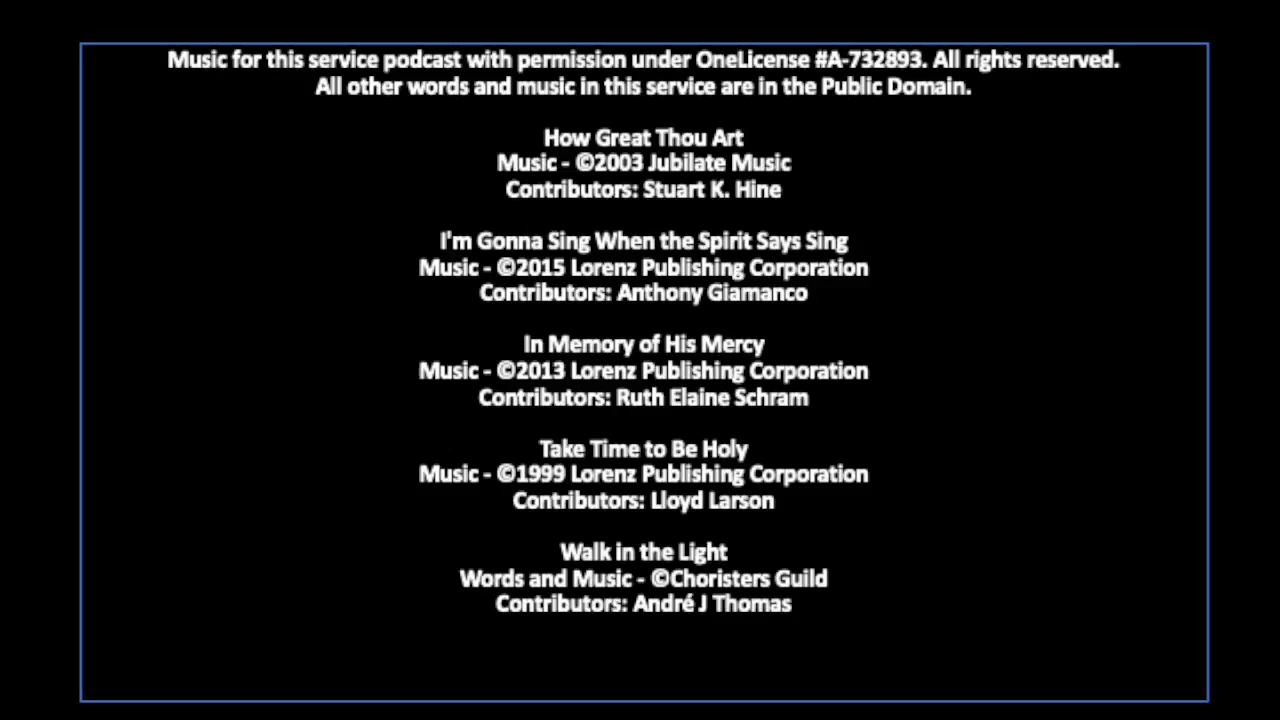 Music for this service podcast with permission under OneLicense #A-732893. All rights reserved.
All other words and music in this service are in the Public Domain.
How Great Thou Art
Music - ©2003 Jubilate Music
Contributors: Stuart K. Hine
I'm Gonna Sing When the Spirit Says Sing
Music - ©2015 Lorenz Publishing Corporation
Contributors: Anthony Giamanco
In Memory of His Mercy
Music - ©2013 Lorenz Publishing Corporation
Contributors: Ruth Elaine Schram
Take Time to Be Holy
Music - ©1999 Lorenz Publishing Corporation
Contributors: Lloyd Larson
Walk in the Light
Words and Music - ©Choristers Guild
Contributors: André J Thomas